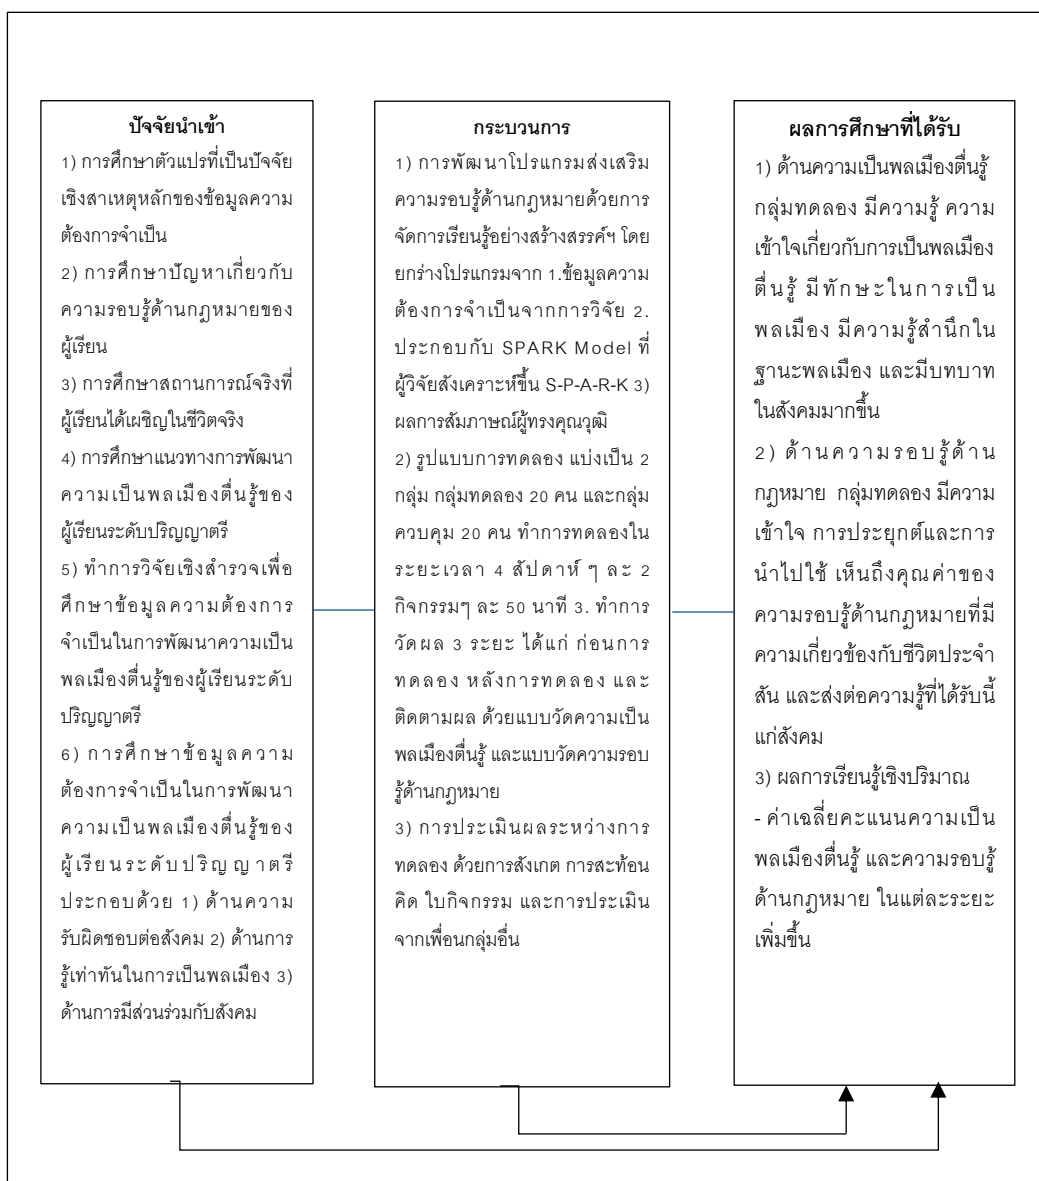 ปัจจัยนำเข้า
1) การศึกษาตัวแปรที่เป็นปัจจัย
เชิงสาเหตุหลักของข้อมูลความ
ต้องการจำเป็น
2) การศึกษาปัญหาเกี่ยวกับ
ความรอบรู้ด้านกฎหมายของ
ผู้เรียน
3) การศึกษาสถานการณ์จริงที่
ผู้เรียนได้เผชิญในชีวิตจริง
4) การศึกษาแนวทางการพัฒนา
ความเป็นพลเมืองตื่นรู้ของ
ผู้เรียนระดับปริญญาตรี
5) ทำการวิจัยเชิงสำรวจเพื่อ
ศึกษาข้อมูลความต้องการ
จำเป็นในการพัฒนาความเป็น
พลเมืองตื่นรู้ของผู้เรียนระดับ
ปริญญาตรี
6) การศึกษาข้อมูลความ
ต้องการจำเป็นในการพัฒนา
ความเป็นพลเมืองตื่นรู้ของ
ผู้เรียนระดับปริญญาตรี
ประกอบด้วย 1) ด้านความ
รับผิดชอบต่อสังคม 2) ด้านการ
รู้เท่าทันในการเป็นพลเมือง 3)
ด้านการมีส่วนร่วมกับสังคม
กระบวนการ
1) การพัฒนาโปรแกรมส่งเสริม
ความรอบรู้ด้านกฎหมายด้วยการ
จัดการเรียนรู้อย่างสร้างสรรค์ฯ โดย
ยกร่างโปรแกรมจาก 1.ข้อมูลความ
ต้องการจำเป็นจากการวิจัย 2.
ประกอบกับ SPARK Model ที่
ผู้วิจัยสังเคราะห์ขึ้น S-P-A-R-K 3)
ผลการสัมภาษณ์ผู้ทรงคุณวุฒิ
2) รูปแบบการทดลอง แบ่งเป็น 2
กลุ่ม กลุ่มทดลอง 20 คน และกลุ่ม
ควบคุม 20 คน ทำการทดลองใน
ระยะเวลา 4 สัปดาห์ ๆ ละ 2
กิจกรรมๆ ละ 50 นาที 3. ทำการ
วัดผล 3 ระยะ ได้แก่ ก่อนการ
ทดลอง หลังการทดลอง และ
ติดตามผล ด้วยแบบวัดความเป็น
พลเมืองตื่นรู้ และแบบวัดความรอบ
รู้ด้านกฎหมาย
3) การประเมินผลระหว่างการ
ทดลอง ด้วยการสังเกต การสะท้อน
คิด ใบกิจกรรม และการประเมิน
จากเพื่อนกลุ่มอื่น
ผลการศึกษาที่ได้รับ
1) ด้านความเป็นพลเมืองตื่นรู้
กลุ่มทดลอง มีความรู้ ความ
เข้าใจเกี่ยวกับการเป็นพลเมือง
ตื่นรู้ มีทักษะในการเป็น
พลเมือง มีความรู้สำนึกใน
ฐานะพลเมือง และมีบทบาท
ในสังคมมากขึ้น
2) ด้านความรอบรู้ด้าน
กฎหมาย กลุ่มทดลอง มีความ
เข้าใจ การประยุกต์และการ
นำไปใช้ เห็นถึงคุณค่าของ
ความรอบรู้ด้านกฎหมายที่มี
ความเกี่ยวข้องกับชีวิตประจำ
สัน และส่งต่อความรู้ที่ได้รับนี้
แก่สังคม
3) ผลการเรียนรู้เชิงปริมาณ
- ค่าเฉลี่ยคะแนนความเป็น
พลเมืองตื่นรู้ และความรอบรู้
ด้านกฎหมาย ในแต่ละระยะ
เพิ่มขึ้น